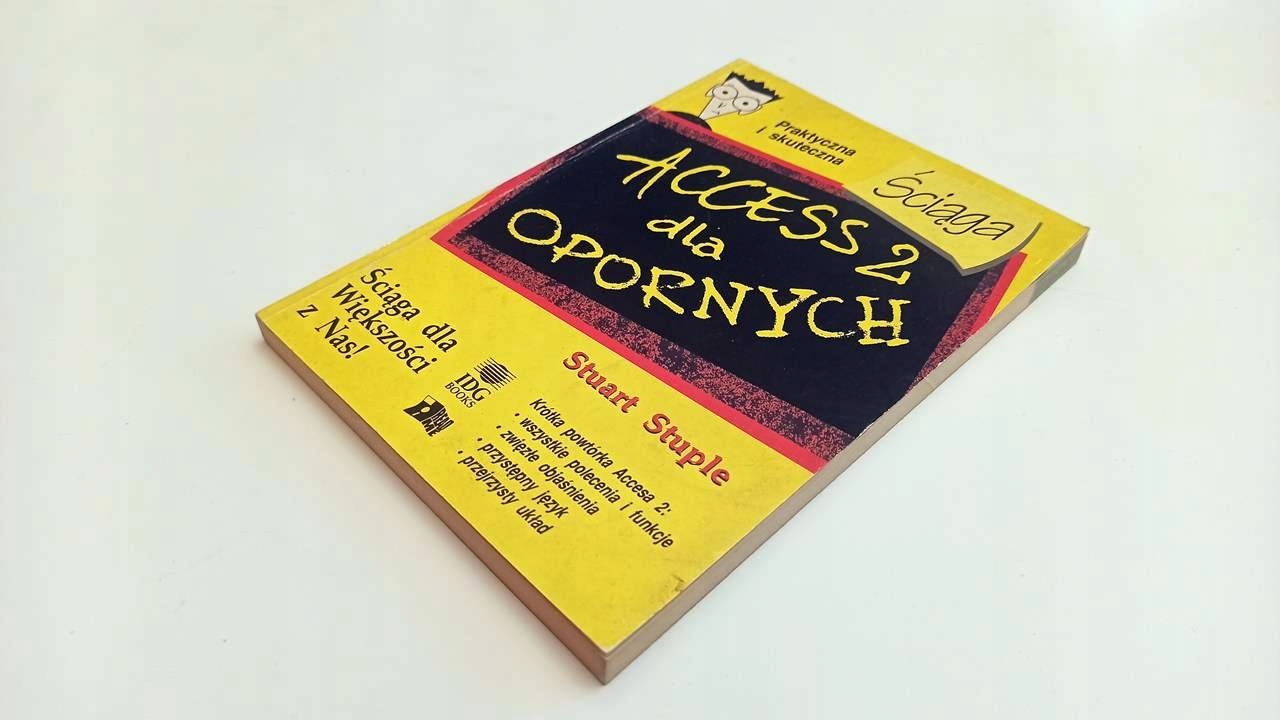 Praktyczna
i skuteczna
Ściąga
ACCESS 2
dla
OPORNYCH
Stuart Stuple
Ściąga dla
Większości
z Nas!
IDG
BOOKS
Krótka powtórka Accesa 2:
• wszystkie polecenia i funkcje
• zwięzłe objaśnienia
• przystępny język
• przejrzysty układ